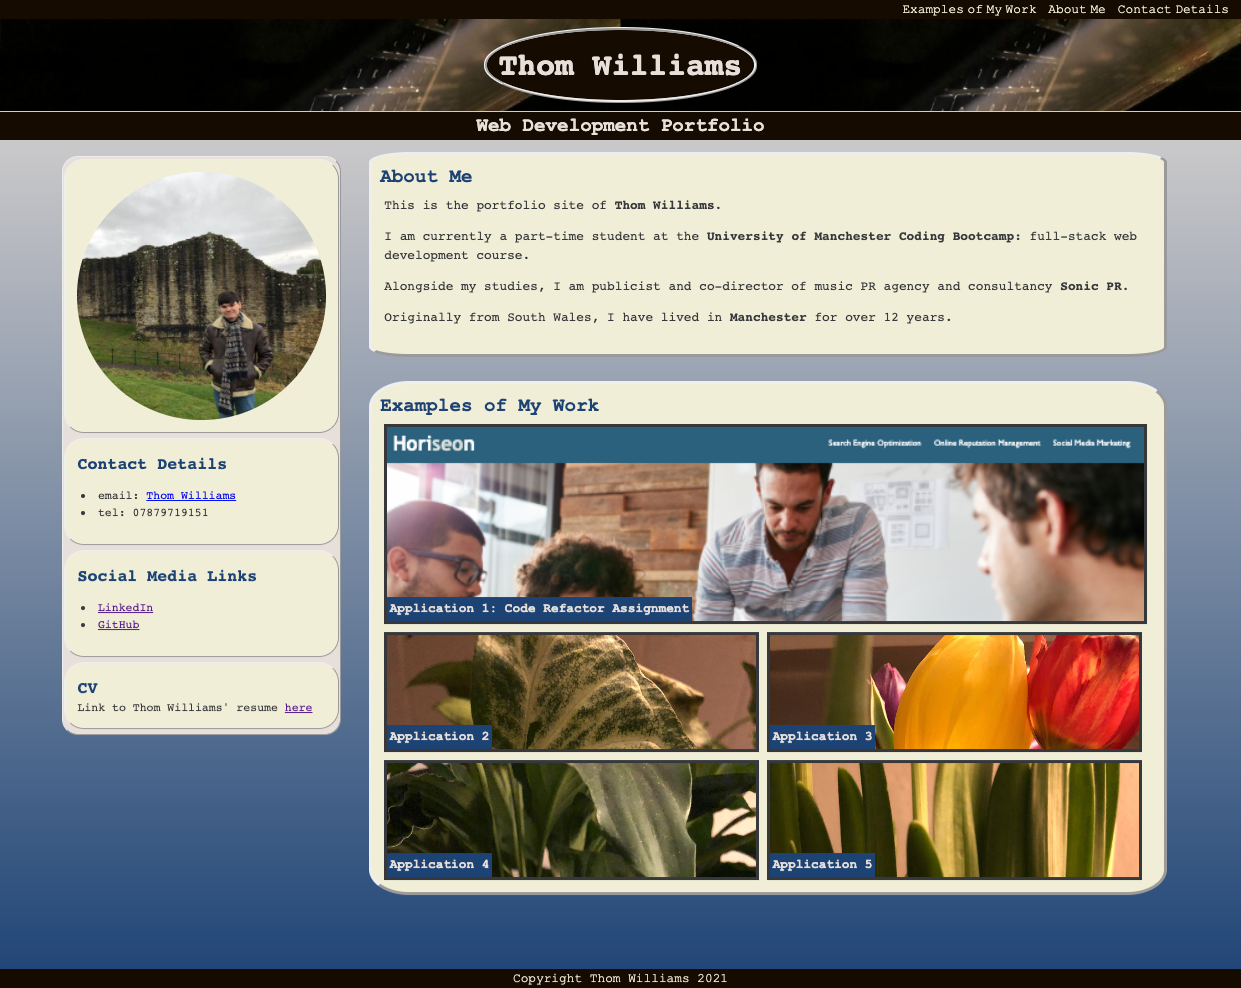 Examples of My Work About Me Contact Details
Thom Williams
Web Development Portfolio
Contact Details
email: Thom Williams
tel: 07879719151
Social Media Links
LinkedIn
GitHub
CV
Link to Thom Williams' resume here
About Me
This is the portfolio site of Thom Williams.
I am currently a part-time student at the University of Manchester Coding Bootcamp: full-stack web
development course.
Alongside my studies, I am publicist and co-director of music PR agency and consultancy Sonic PR.
Originally from South Wales, I have lived in Manchester for over 12 years.
Examples of My Work
Horiseon Search Engine Optimization Online Reputation Management Social Media Marketing
Application 1: Code Refactor Assignment
Application 2
Application 3
Application 4
Application 5
Copyright Thom Williams 2021